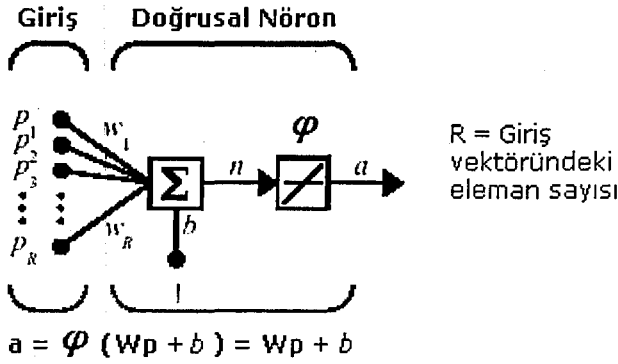 Giriş Doğrusal Nöron
p1
p2
p3
pR
w1
wR
Σ
n
φ
a
b
1
R = Giriş
vektöründeki
eleman sayısı
a = φ (Wp + b) = Wp + b